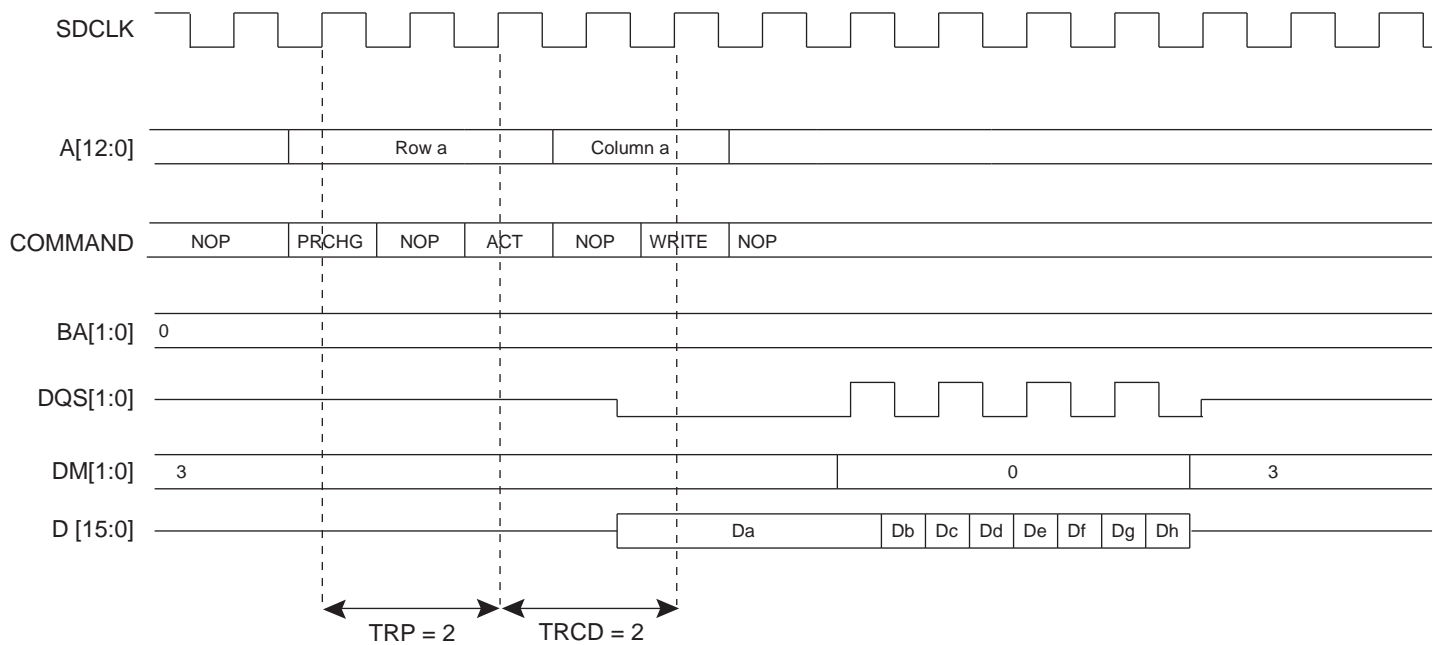 SDCLK
A[12:0] Row a Column a
COMMAND NOP PRCHG NOP ACT NOP WRITE NOP
BA[1:0] 0
DQS[1:0]
DM[1:0] 3 0 3
D [15:0] Da Db Dc Dd De Df Dg Dh
TRP = 2 TRCD = 2